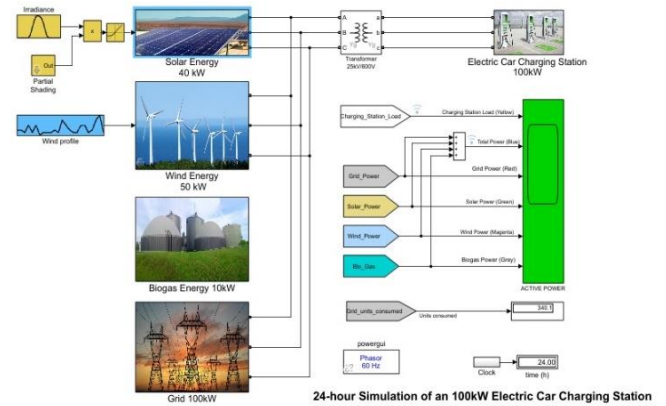 Irradiance
x
Out
Partial
Shading
Solar Energy
40 kW
A
B
C
a
b
c
Transformer
25kV/600V
Electric Car Charging Station
100kW
Wind profile
Wind Energy
50 kW
Charging_Station_Load
Charging Station Load (Yellow)
Total Power (Blue)
Grid_Power
Grid Power (Red)
Solar_Power
Solar Power (Green)
Wind_Power
Wind Power (Magenta)
Bio_Gas
Biogas Power (Grey)
ACTIVE POWER
Biogas Energy 10kW
Grid_units_consumed
Units consumed
340.1
powergui
Phasor
60 Hz
Clock
24.00
time (h)
Grid 100kW
24-hour Simulation of an 100kW Electric Car Charging Station